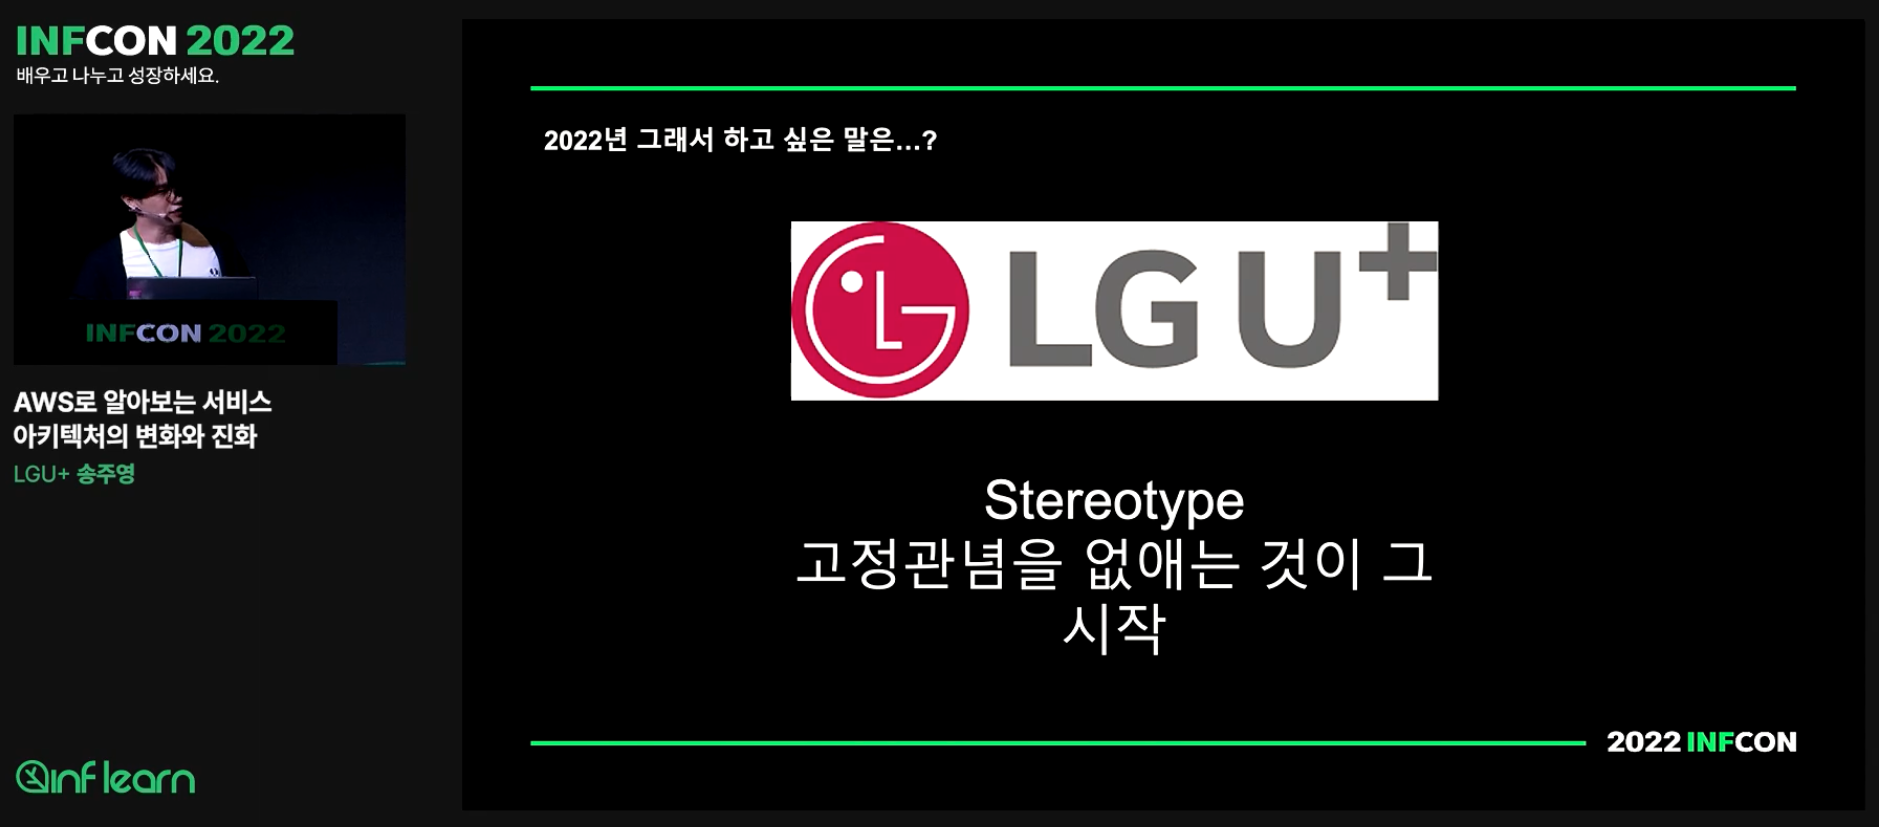 INFCON 2022
배우고 나누고 성장하세요.
INFCON 2022
AWS로 알아보는 서비스
아키텍처의 변화와 진화
LGU+ 송주영
inflearn
2022년 그래서 하고 싶은 말은...?
LG U+
Stereotype
고정관념을 없애는 것이 그
시작
2022 INFCON